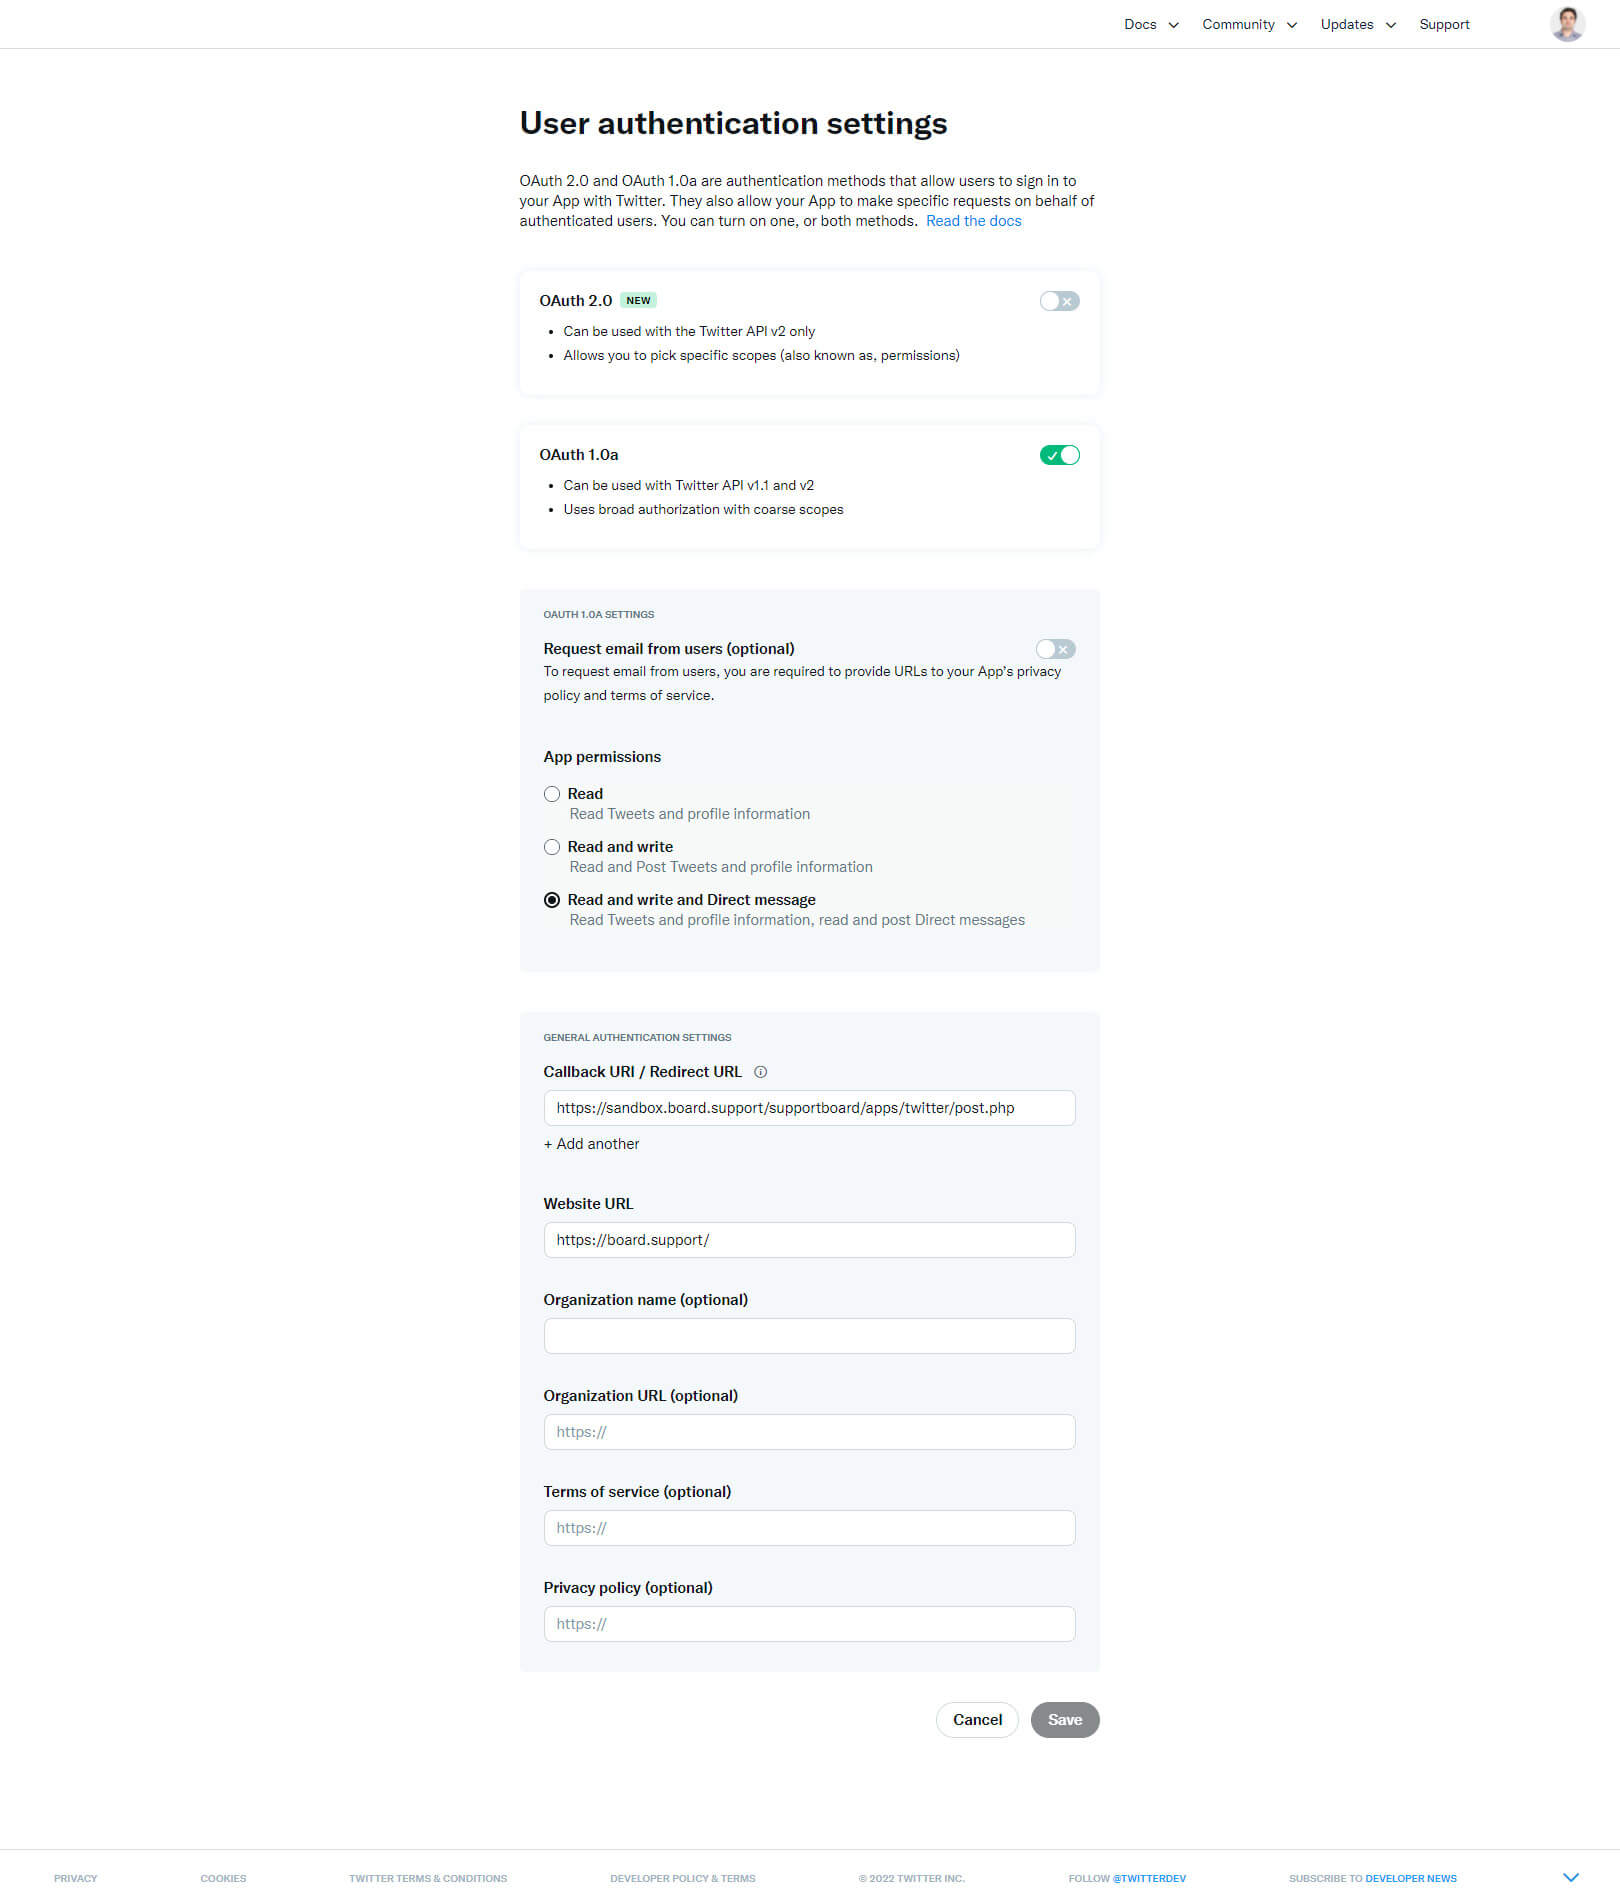 Docs Community Updates Support
User authentication settings
OAuth 2.0 and OAuth 1.0a are authentication methods that allow users to sign in to
your App with Twitter. They also allow your App to make specific requests on behalf of
authenticated users. You can turn on one, or both methods. Read the docs
OAuth 2.0 NEW
• Can be used with the Twitter API v2 only
• Allows you to pick specific scopes (also known as, permissions)
OAuth 1.0a
• Can be used with Twitter API v1.1 and v2
• Uses broad authorization with coarse scopes
OAUTH 1.0A SETTINGS
Request email from users (optional)
To request email from users, you are required to provide URLs to your App's privacy
policy and terms of service.
App permissions
Read
Read Tweets and profile information
Read and write
Read and Post Tweets and profile information
Read and write and Direct message
Read Tweets and profile information, read and post Direct messages
GENERAL AUTHENTICATION SETTINGS
Callback URI / Redirect URL
https://sandbox.board.support/supportboard/apps/twitter/post.php
+ Add another
Website URL
https://board.support/
Organization name (optional)
Organization URL (optional)
https://
Terms of service (optional)
https://
Privacy policy (optional)
https://
Cancel Save
PRIVACY COOKIES TWITTER TERMS & CONDITIONS DEVELOPER POLICY & TERMS © 2022 TWITTER INC. FOLLOW @TWITTERDEV SUBSCRIBE TO DEVELOPER NEWS